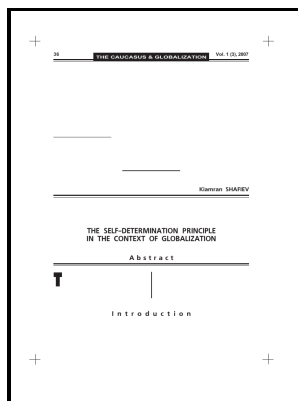 36
THE CAUCASUS & GLOBALIZATION
Vol. 1 (3), 2007
Kiamran SHAFIEV
THE SELF-DETERMINATION PRINCIPLE
IN THE CONTEXT OF GLOBALIZATION
Abstract
T
Introduction